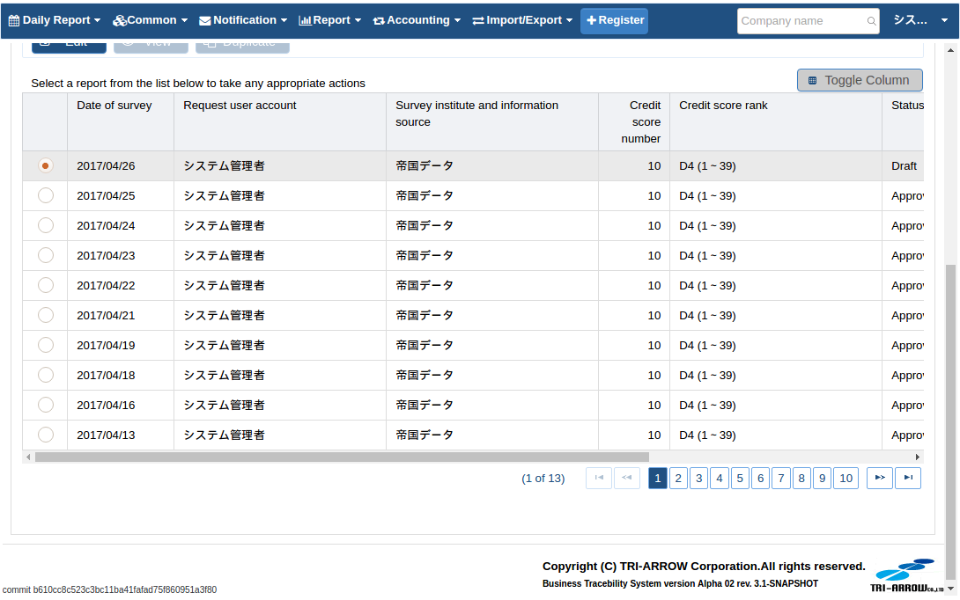 Daily Report Common Notification Report Accounting Import/Export Register Company name シス...
Edit View Duplicate
Select a report from the list below to take any appropriate actions Toggle Column
Date of survey Request user account Survey institute and information source Credit score number Credit score rank Status
2017/04/26 システム管理者 帝国データ 10 D4 (1 ~ 39) Draft
2017/04/25 システム管理者 帝国データ 10 D4 (1 ~ 39) Approv
2017/04/24 システム管理者 帝国データ 10 D4 (1 ~ 39) Approv
2017/04/23 システム管理者 帝国データ 10 D4 (1 ~ 39) Approv
2017/04/22 システム管理者 帝国データ 10 D4 (1 ~ 39) Approv
2017/04/21 システム管理者 帝国データ 10 D4 (1 ~ 39) Approv
2017/04/19 システム管理者 帝国データ 10 D4 (1 ~ 39) Approv
2017/04/18 システム管理者 帝国データ 10 D4 (1 ~ 39) Approv
2017/04/16 システム管理者 帝国データ 10 D4 (1 ~ 39) Approv
2017/04/13 システム管理者 帝国データ 10 D4 (1 ~ 39) Approv
(1 of 13) 1 2 3 4 5 6 7 8 9 10
Copyright (C) TRI-ARROW Corporation.All rights reserved.
Business Tracebility System version Alpha 02 rev. 3.1-SNAPSHOT
TRI-ARROW CO.,LTD
commit b610cc8c523c3bc11ba41fafad75f860951a3f80